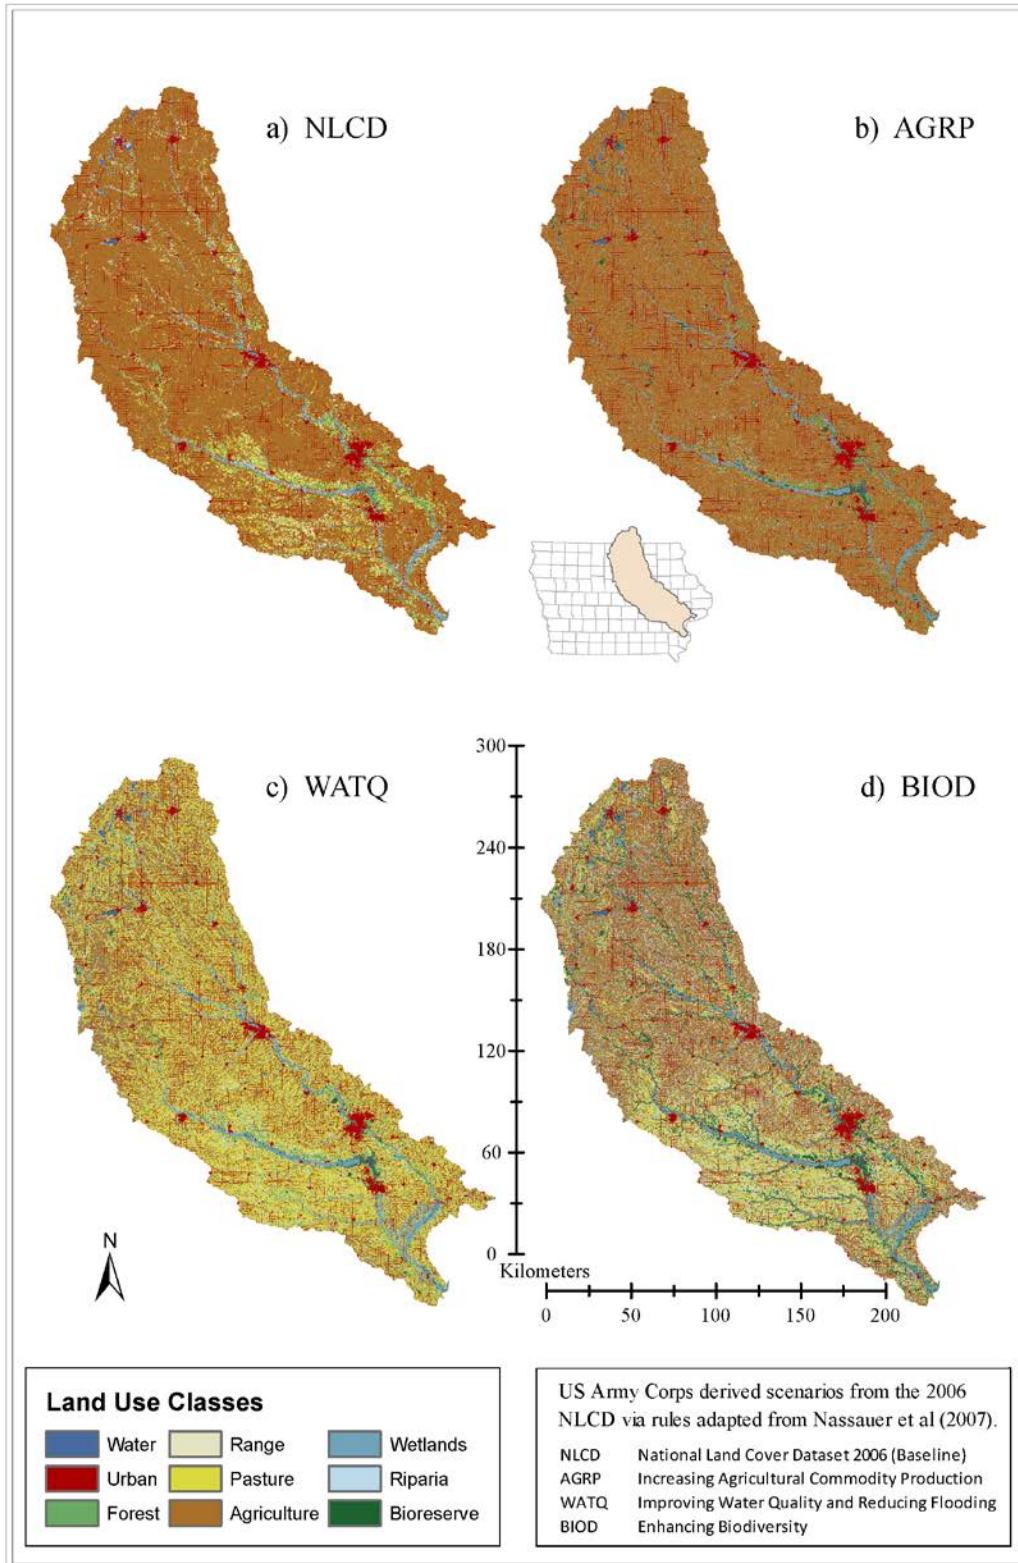 a) NLCD
b) AGRP
c) WATQ
d) BIOD
300
240
180
120
60
0
Kilometers
0 50 100 150 200
N
Land Use Classes
Water Range Wetlands
Urban Pasture Riparia
Forest Agriculture Bioreserve
US Army Corps derived scenarios from the 2006
NLCD via rules adapted from Nassauer et al (2007).
NLCD National Land Cover Dataset 2006 (Baseline)
AGRP Increasing Agricultural Commodity Production
WATQ Improving Water Quality and Reducing Flooding
BIOD Enhancing Biodiversity